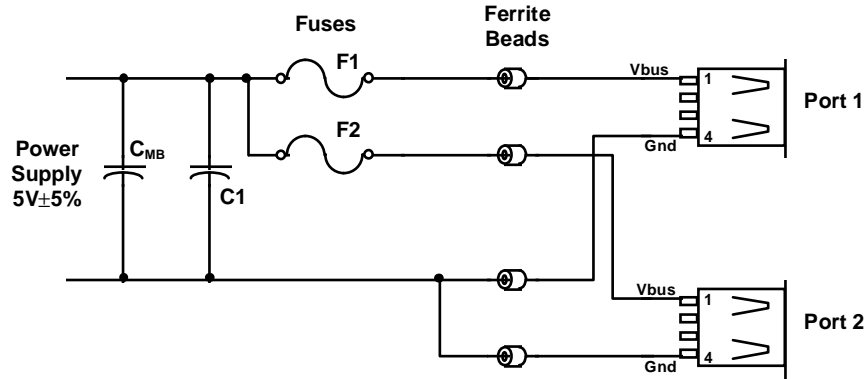 Fuses
Ferrite
Beads
F1
F2
Vbus
1
4
Gnd
Port 1
Power
Supply
5V±5%
CMB
C1
Vbus
1
4
Gnd
Port 2